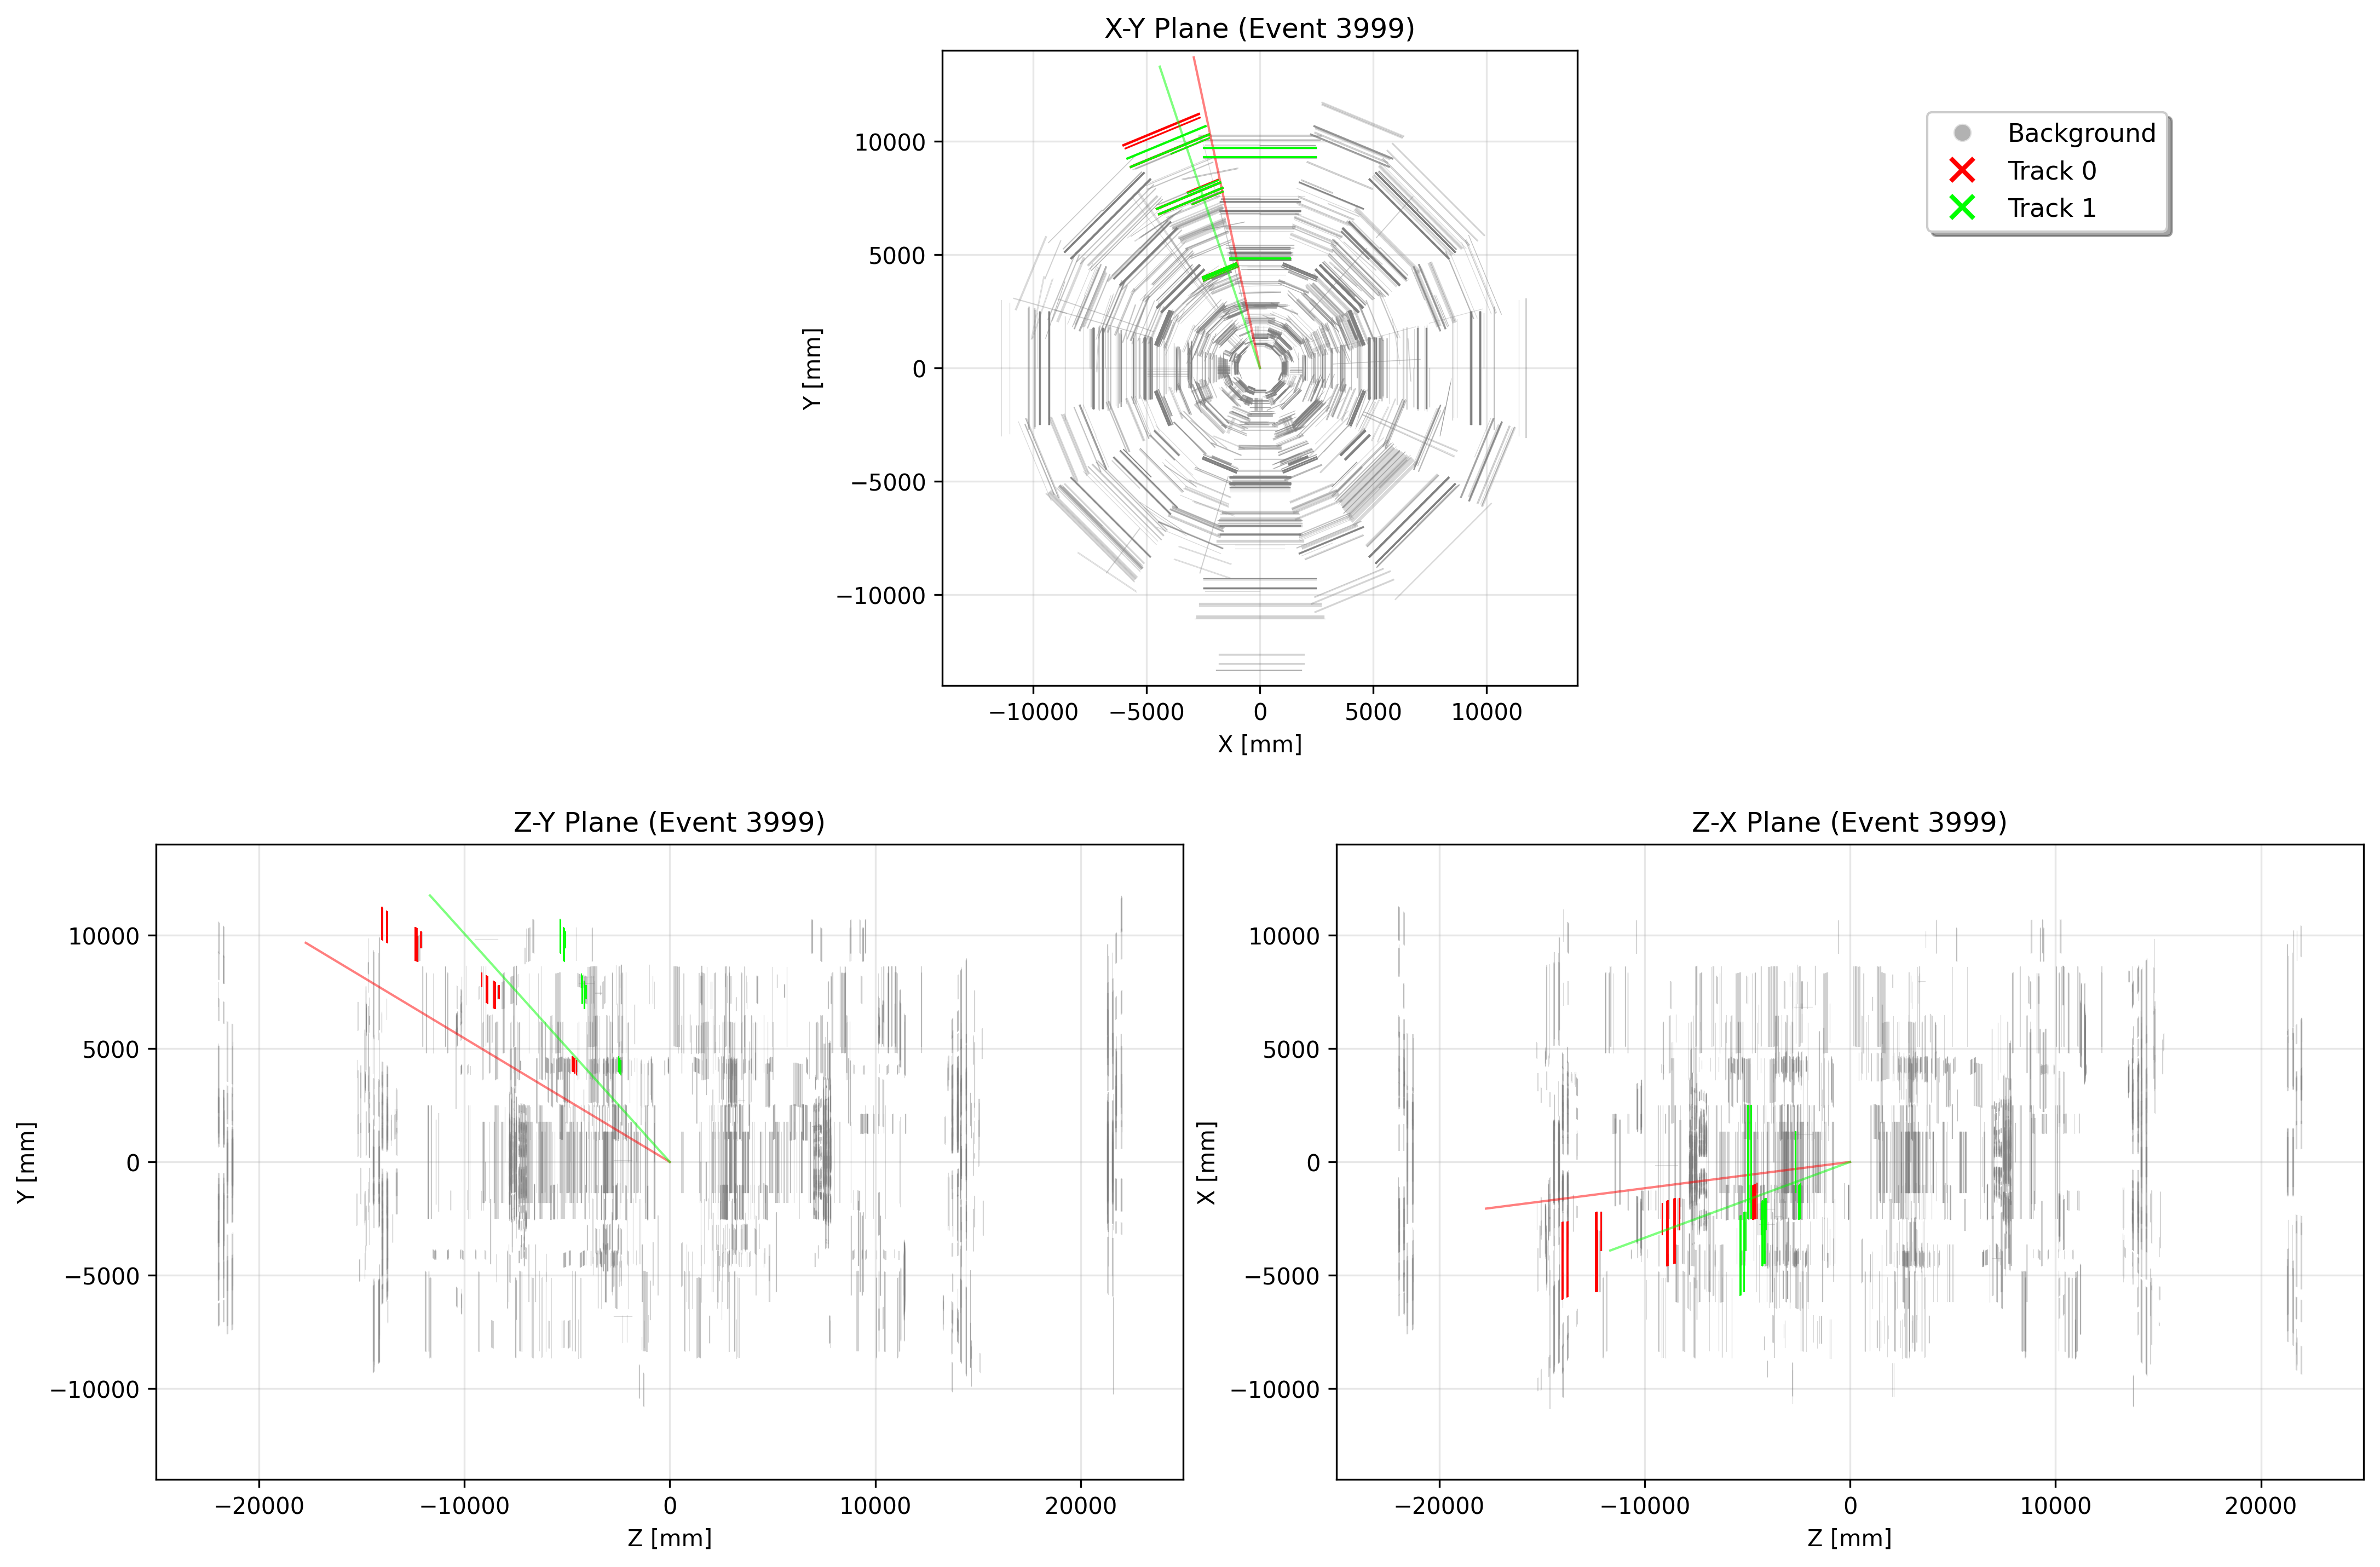 X-Y Plane (Event 3999)
Y [mm]
10000
5000
0
−5000
−10000
−10000 −5000 0 5000 10000
X [mm]
Background
Track 0
Track 1
Z-Y Plane (Event 3999)
Y [mm]
10000
5000
0
−5000
−10000
−20000 −10000 0 10000 20000
Z [mm]
Z-X Plane (Event 3999)
X [mm]
10000
5000
0
−5000
−10000
−20000 −10000 0 10000 20000
Z [mm]